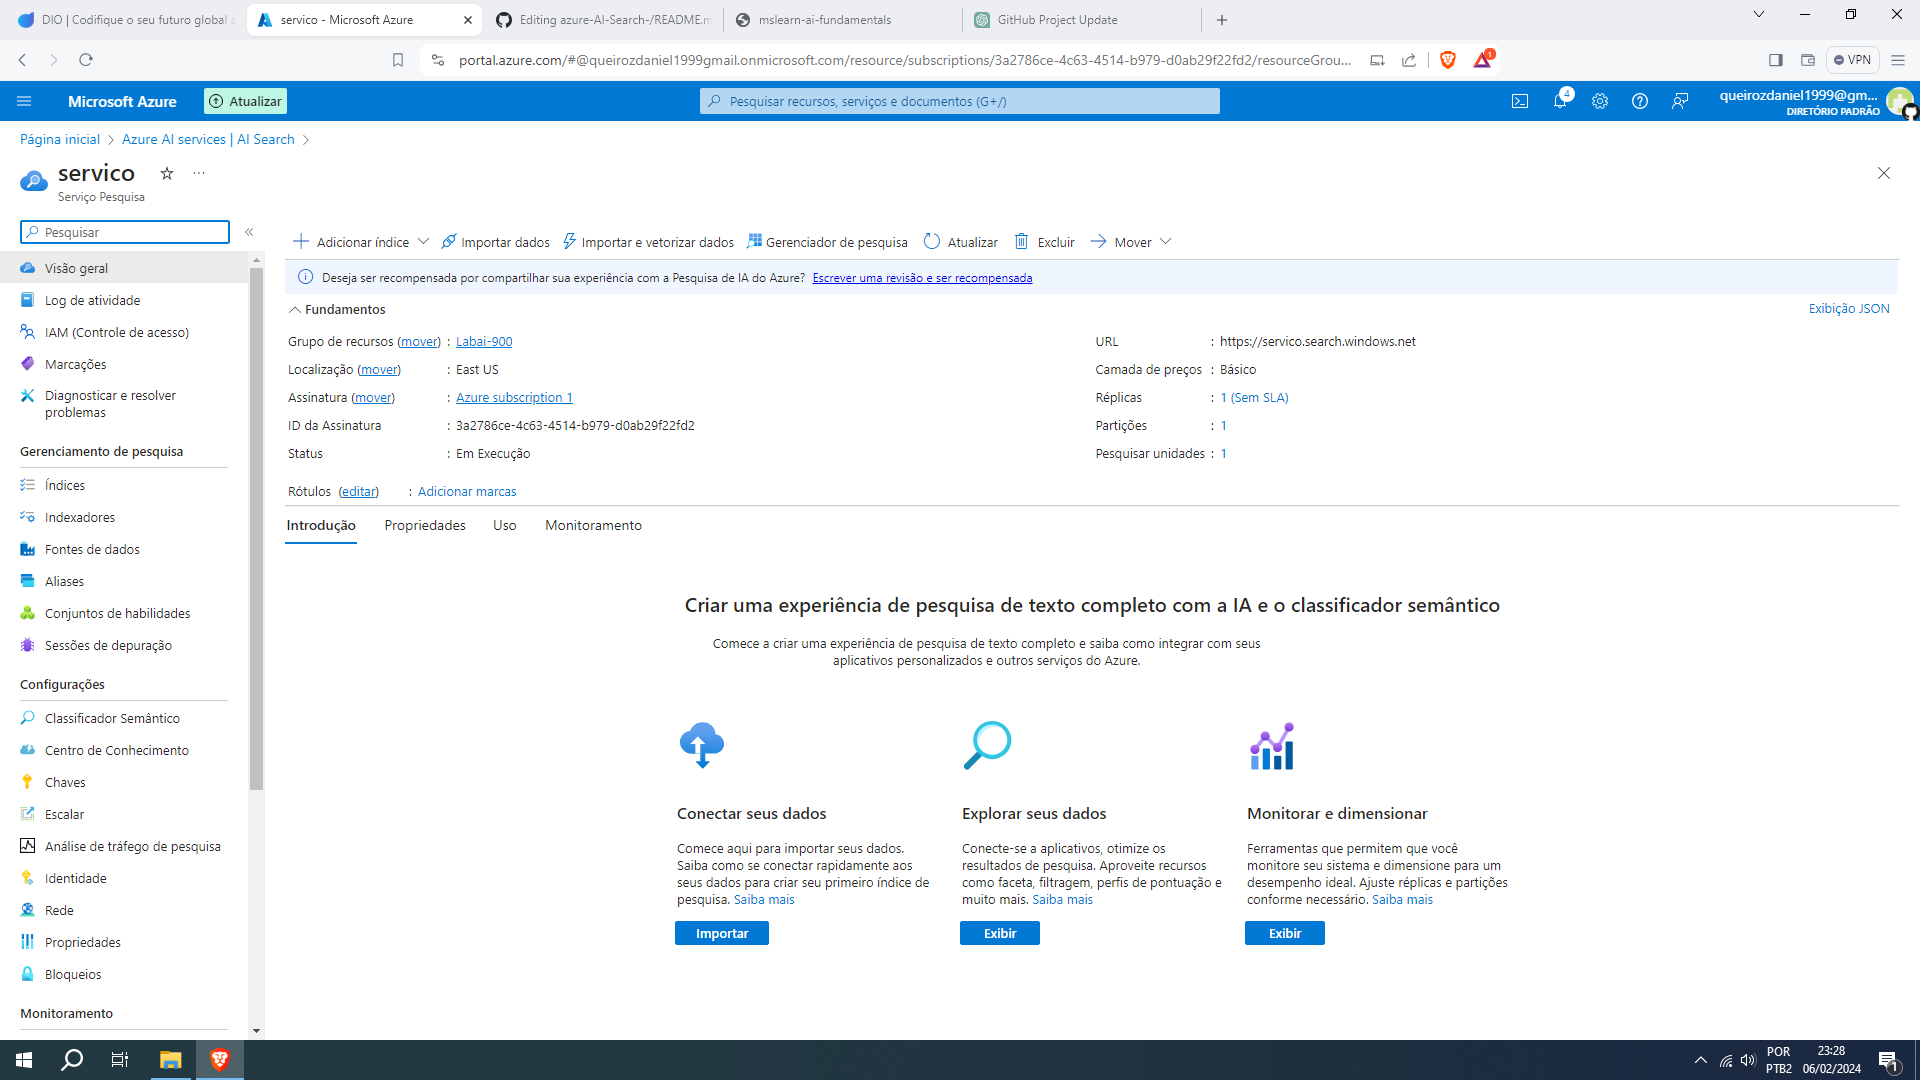 DIO | Codifique o seu futuro global a
servico - Microsoft Azure
Editing azure-AI-Search-/README.m
mslearn-ai-fundamentals
GitHub Project Update
portal.azure.com/#@queirozdaniel1999gmail.onmicrosoft.com/resource/subscriptions/3a2786ce-4c63-4514-b979-d0ab29f22fd2/resourceGrou...
1
VPN
Microsoft Azure
Atualizar
Pesquisar recursos, serviços e documentos (G+/)
4
queirozdaniel1999@gm...
DIRETÓRIO PADRÃO
Página inicial > Azure AI services | AI Search >
servico
Serviço Pesquisa
Pesquisar
Visão geral
Log de atividade
IAM (Controle de acesso)
Marcações
Diagnosticar e resolver
problemas
Gerenciamento de pesquisa
Índices
Indexadores
Fontes de dados
Aliases
Conjuntos de habilidades
Sessões de depuração
Configurações
Classificador Semântico
Centro de Conhecimento
Chaves
Escalar
Análise de tráfego de pesquisa
Identidade
Rede
Propriedades
Bloqueios
Monitoramento
Adicionar índice
Importar dados
Importar e vetorizar dados
Gerenciador de pesquisa
Atualizar
Excluir
Mover
Deseja ser recompensada por compartilhar sua experiência com a Pesquisa de IA do Azure? Escrever uma revisão e ser recompensada
Fundamentos
Exibição JSON
Grupo de recursos (mover) : Labai-900
Localização (mover) : East US
Assinatura (mover) : Azure subscription 1
ID da Assinatura : 3a2786ce-4c63-4514-b979-d0ab29f22fd2
Status : Em Execução
URL : https://servico.search.windows.net
Camada de preços : Básico
Réplicas : 1 (Sem SLA)
Partições : 1
Pesquisar unidades : 1
Rótulos (editar) : Adicionar marcas
Introdução
Propriedades
Uso
Monitoramento
Criar uma experiência de pesquisa de texto completo com a IA e o classificador semântico
Comece a criar uma experiência de pesquisa de texto completo e saiba como integrar com seus
aplicativos personalizados e outros serviços do Azure.
Conectar seus dados
Comece aqui para importar seus dados.
Saiba como se conectar rapidamente aos
seus dados para criar seu primeiro índice de
pesquisa. Saiba mais
Importar
Explorar seus dados
Conecte-se a aplicativos, otimize os
resultados de pesquisa. Aproveite recursos
como faceta, filtragem, perfis de pontuação e
muito mais. Saiba mais
Exibir
Monitorar e dimensionar
Ferramentas que permitem que você
monitore seu sistema e dimensione para um
desempenho ideal. Ajuste réplicas e partições
conforme necessário. Saiba mais
Exibir
POR
PTB2
23:28
06/02/2024
1